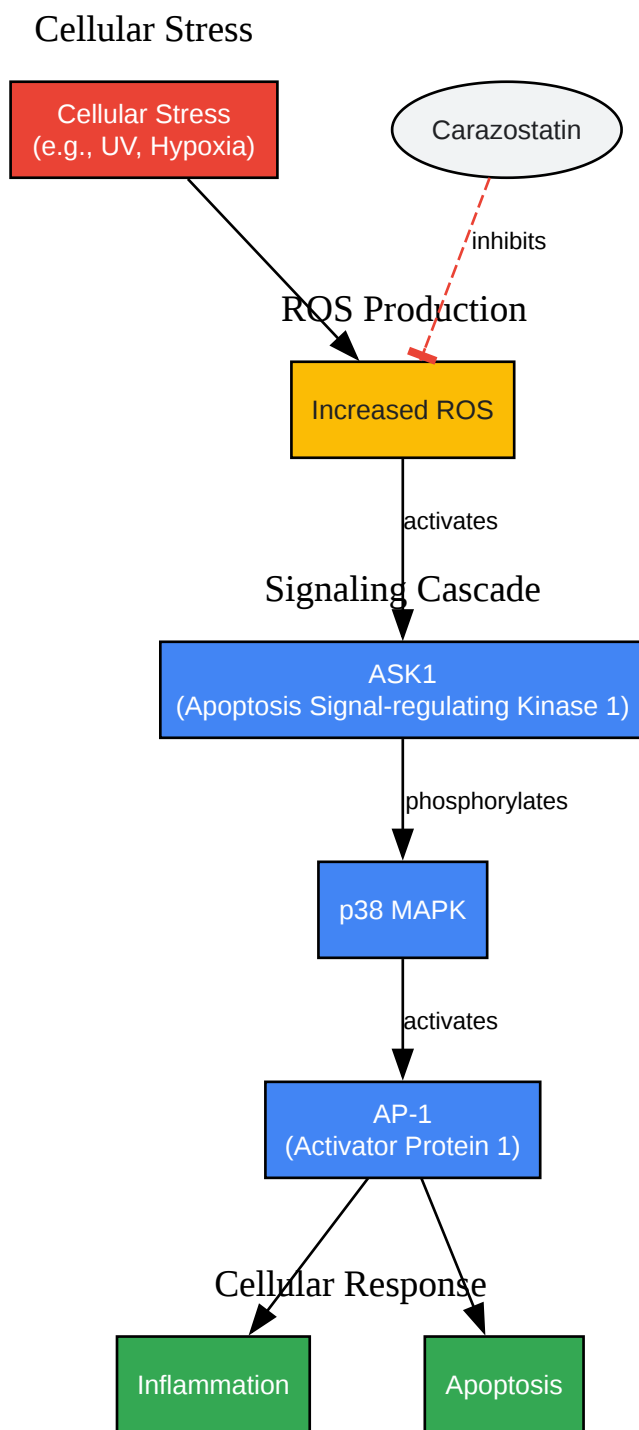 Cellular Stress
Cellular Stress
(e.g., UV, Hypoxia)
Carazostatin
inhibits
ROS Production
Increased ROS
activates
Signaling Cascade
ASK1
(Apoptosis Signal-regulating Kinase 1)
phosphorylates
p38 MAPK
activates
AP-1
(Activator Protein 1)
Cellular Response
Inflammation
Apoptosis